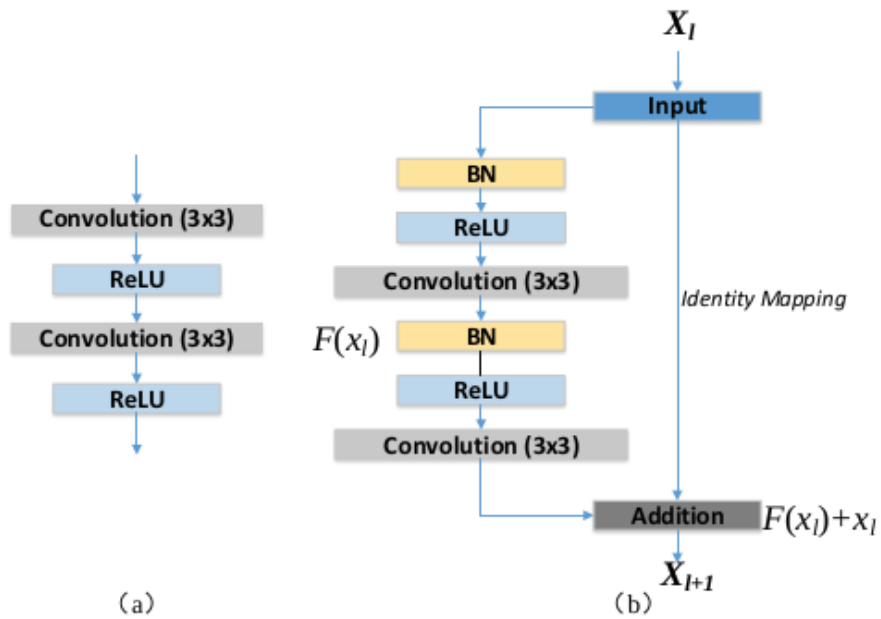 Convolution (3x3)
ReLU
Convolution (3x3)
ReLU
(a)
X_l
Input
BN
ReLU
Convolution (3x3)
Identity Mapping
F(x_l)
BN
ReLU
Convolution (3x3)
Addition
F(x_l)+x_l
X_{l+1}
(b)